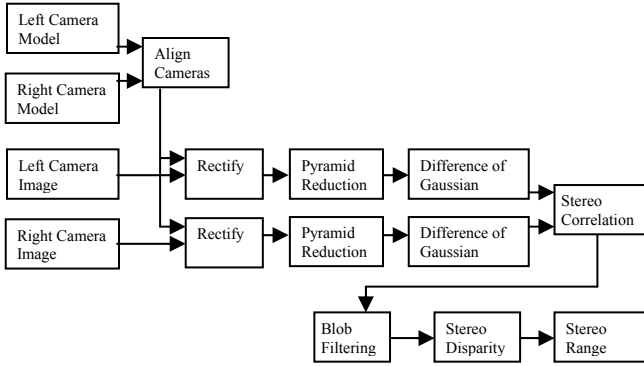 Left Camera
Model
Align
Cameras
Right Camera
Model
Left Camera
Image
Rectify
Pyramid
Reduction
Difference of
Gaussian
Stereo
Correlation
Right Camera
Image
Rectify
Pyramid
Reduction
Difference of
Gaussian
Blob
Filtering
Stereo
Disparity
Stereo
Range